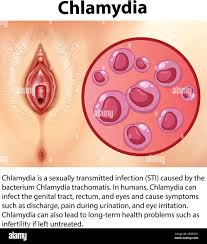 Chlamydia
Chlamydia is a sexually transmitted infection (STI) caused by the
bacterium Chlamydia trachomatis. In humans, Chlamydia can
infect the genital tract, rectum, and eyes and cause symptoms
such as discharge, pain during urination, and eye irritation.
Chlamydia can also lead to long-term health problems such as
infertility if left untreated.
alamy